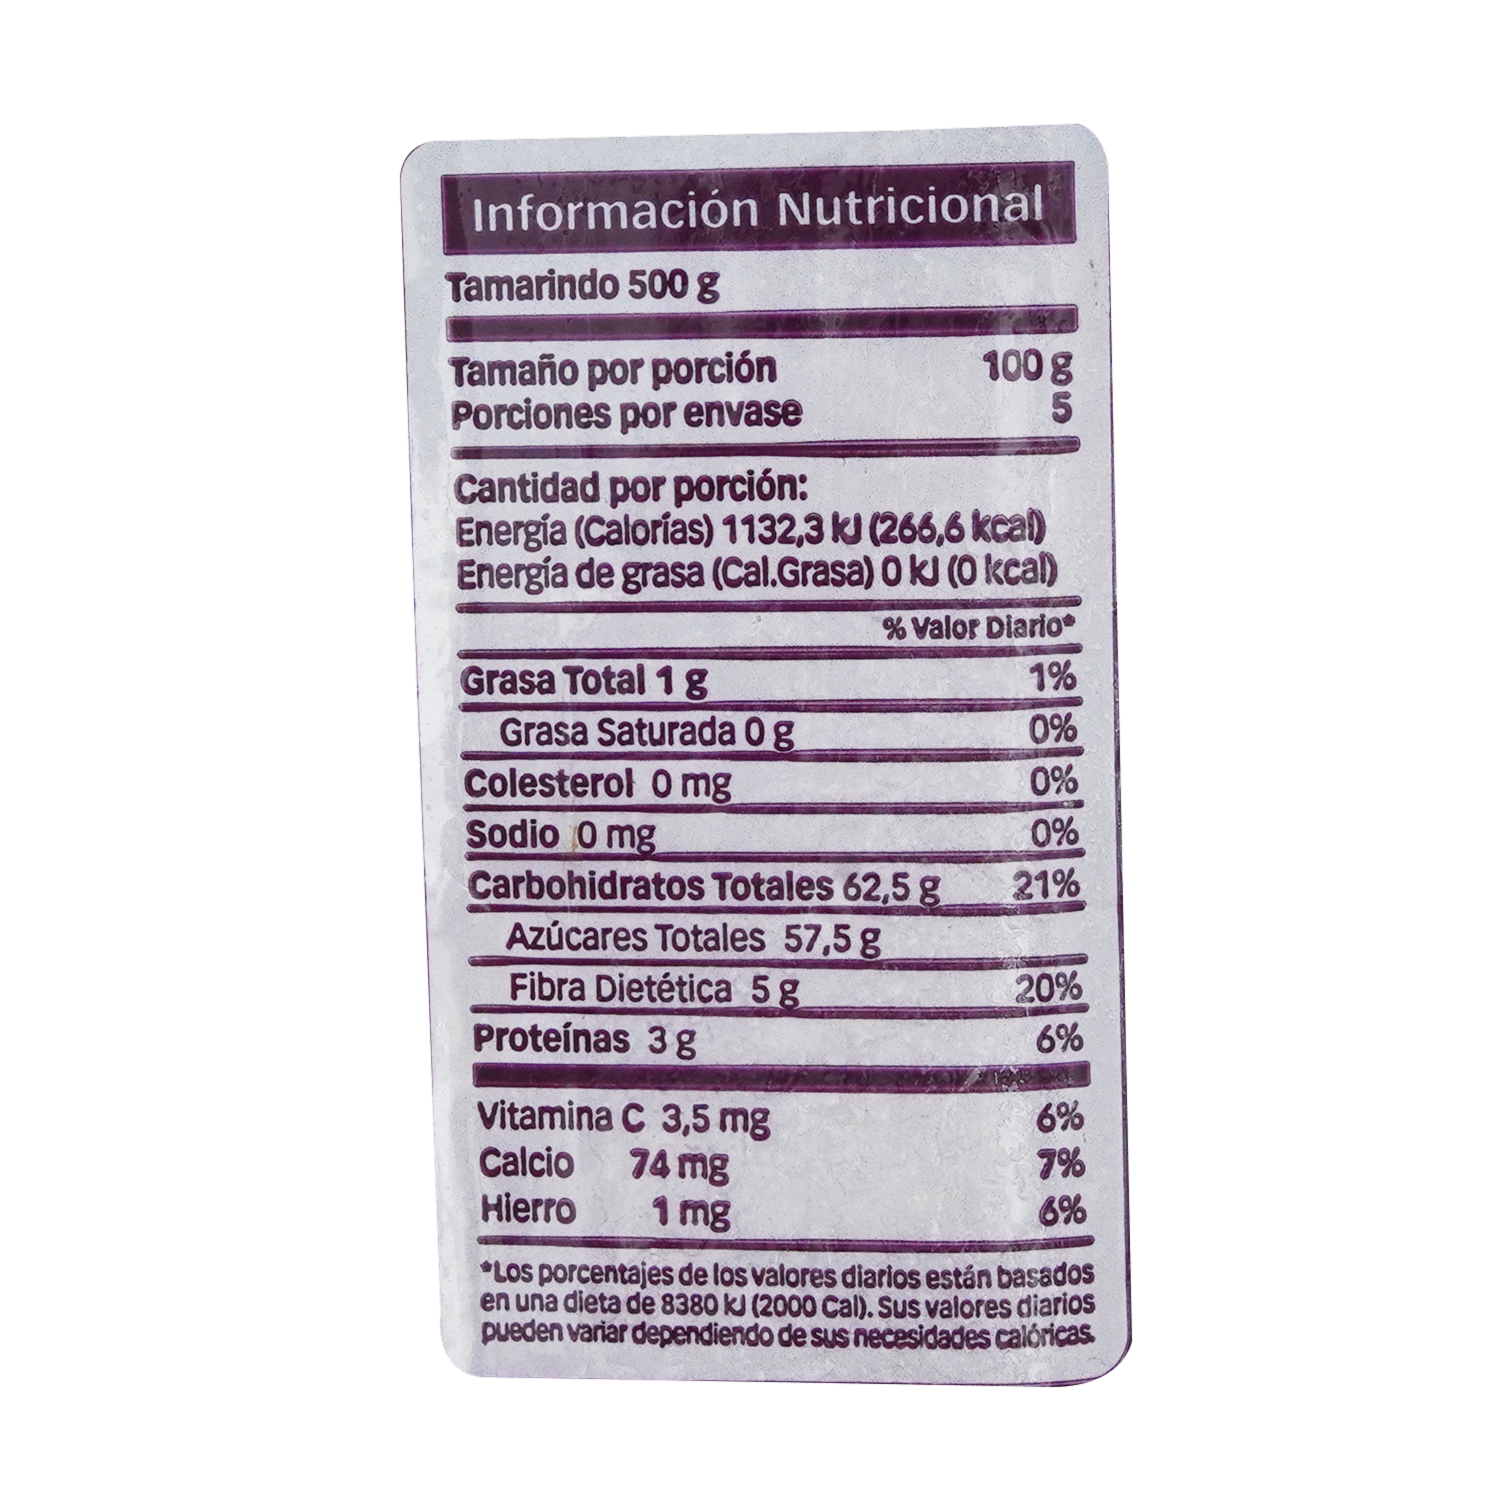 Información Nutricional
Tamarindo 500 g
Tamaño por porción 100 g
Porciones por envase 5
Cantidad por porción:
Energía (Calorías) 1132,3 kJ (266,6 kcal)
Energía de grasa (Cal.Grasa) 0 kJ (0 kcal)
% Valor Diario*
Grasa Total 1 g 1%
Grasa Saturada 0 g 0%
Colesterol 0 mg 0%
Sodio 0 mg 0%
Carbohidratos Totales 62,5 g 21%
Azúcares Totales 57,5 g
Fibra Dietética 5 g 20%
Proteínas 3 g 6%
Vitamina C 3,5 mg 6%
Calcio 74 mg 7%
Hierro 1 mg 6%
*Los porcentajes de los valores diarios están basados
en una dieta de 8380 kJ (2000 Cal). Sus valores diarios
pueden variar dependiendo de sus necesidades calóricas.